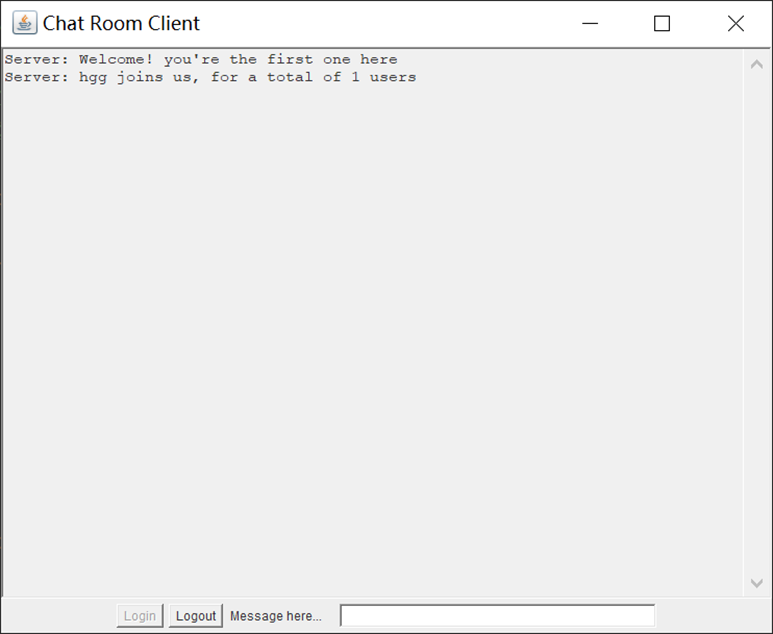 Chat Room Client
Server: Welcome! you're the first one here
Server: hgg joins us, for a total of 1 users
Login Logout Message here...